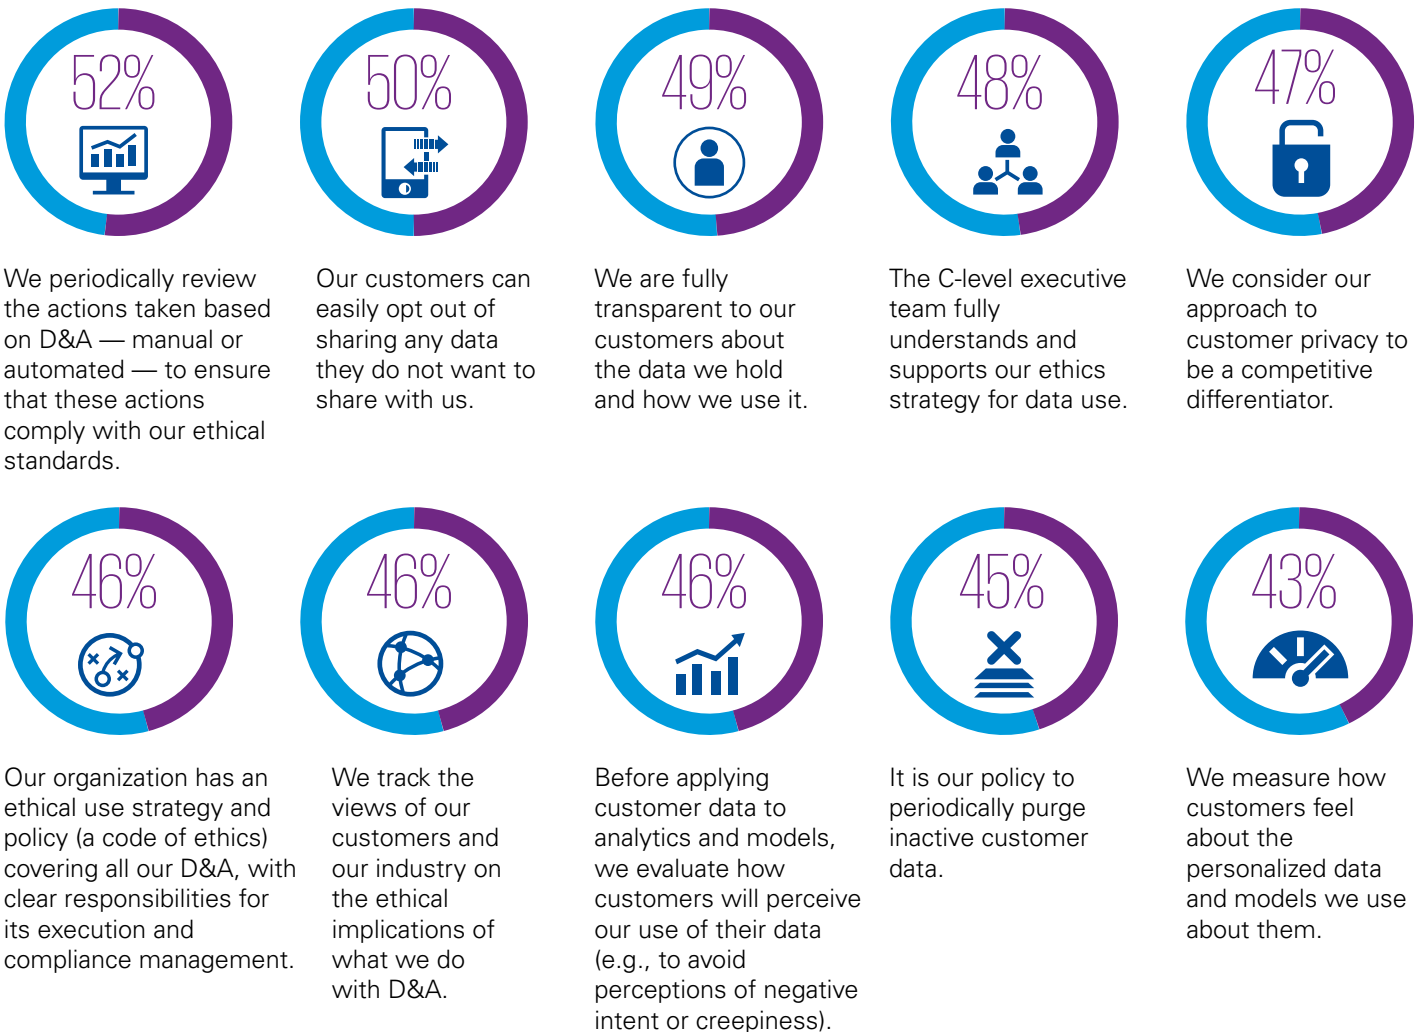 52%
We periodically review
the actions taken based
on D&A — manual or
automated — to ensure
that these actions
comply with our ethical
standards.
50%
Our customers can
easily opt out of
sharing any data
they do not want to
share with us.
49%
We are fully
transparent to our
customers about
the data we hold
and how we use it.
48%
The C-level executive
team fully
understands and
supports our ethics
strategy for data use.
47%
We consider our
approach to
customer privacy to
be a competitive
differentiator.
46%
Our organization has an
ethical use strategy and
policy (a code of ethics)
covering all our D&A, with
clear responsibilities for
its execution and
compliance management.
46%
We track the
views of our
customers and
our industry on
the ethical
implications of
what we do
with D&A.
46%
Before applying
customer data to
analytics and models,
we evaluate how
customers will perceive
our use of their data
(e.g., to avoid
perceptions of negative
intent or creepiness).
45%
It is our policy to
periodically purge
inactive customer
data.
43%
We measure how
customers feel
about the
personalized data
and models we use
about them.